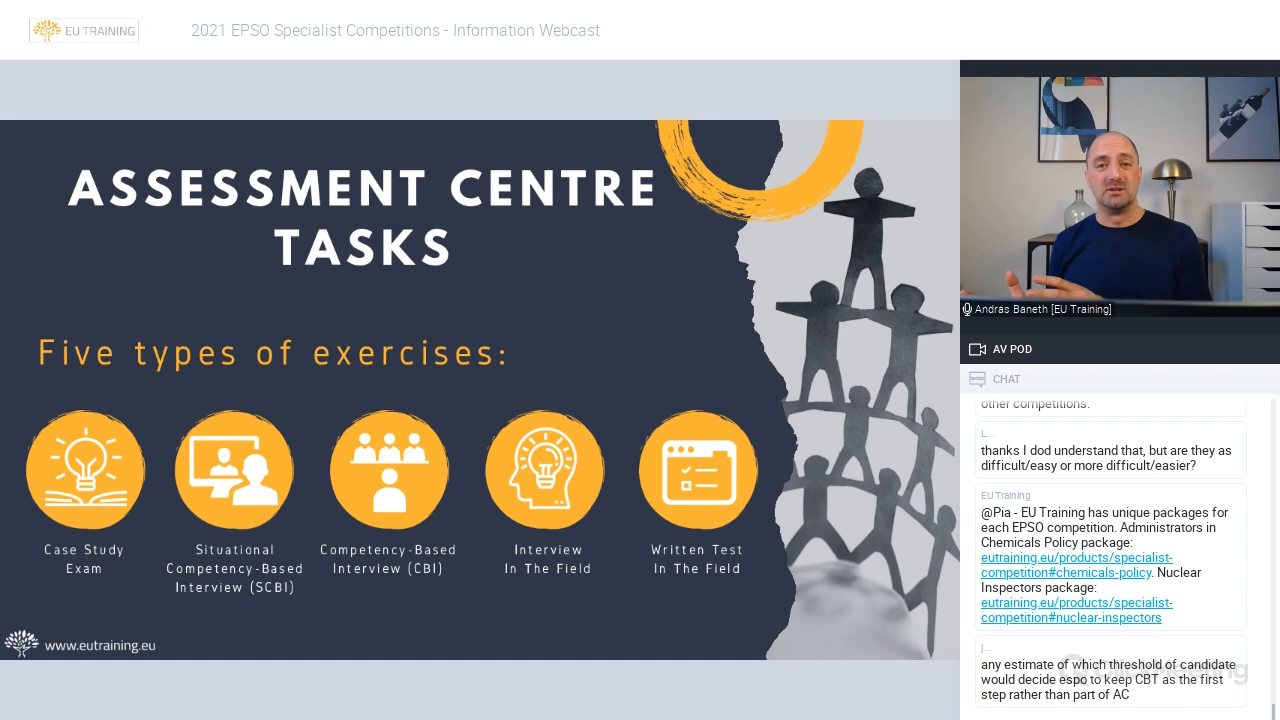 EU TRAINING
2021 EPSO Specialist Competitions - Information Webcast
ASSESSMENT CENTRE
TASKS
Five types of exercises:
Case Study
Exam
Situational
Competency-Based
Interview (SCBI)
Competency-Based
Interview (CBI)
Interview
In The Field
Written Test
In The Field
www.eutraining.eu
András Baneth [EU Training]
AV POD
CHAT
other competitions.
L...
thanks I dod understand that, but are they as
difficult/easy or more difficult/easier?
EU Training
@Pia - EU Training has unique packages for
each EPSO competition. Administrators in
Chemicals Policy package:
eutraining.eu/products/specialist-
competition#chemicals-policy. Nuclear
Inspectors package:
eutraining.eu/products/specialist-
competition#nuclear-inspectors
j...
any estimate of which threshold of candidate
would decide espo to keep CBT as the first
step rather than part of AC
ClickMeeting